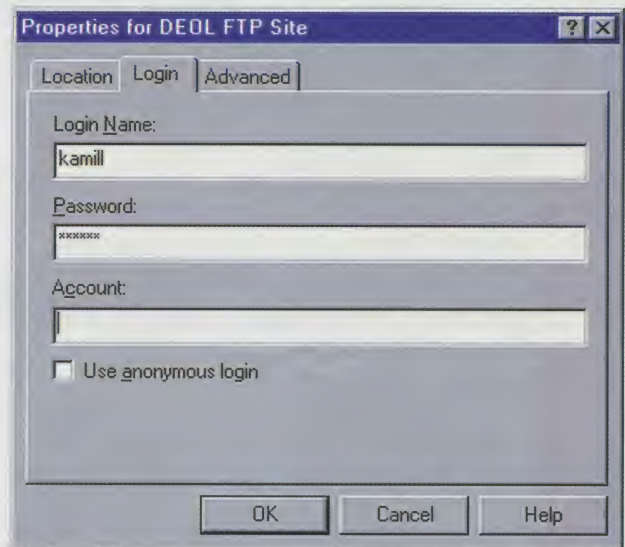 Properties for DEOL FTP Site
Location Login Advanced
Login Name:
kamill
Password:
******
Account:
Use anonymous login
OK Cancel Help